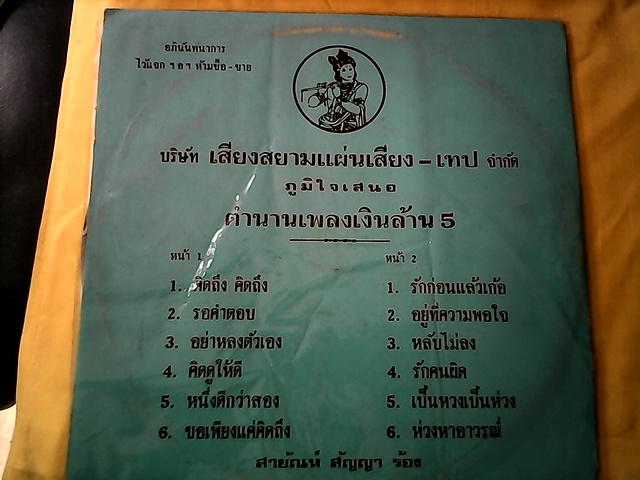 อภินันทนาการ
ไว้แจก ฯลฯ ห้ามซื้อ - ขาย
บริษัท เสียงสยามแผ่นเสียง – เทป จำกัด
ภูมิใจเสนอ
ตำนานเพลงเงินล้าน 5
หน้า 1
1. คิดถึง คิดถึง
2. รอคำตอบ
3. อย่าหลงตัวเอง
4. คิดดูให้ดี
5. หนึ่งดีกว่าสอง
6. ขอเพียงแค่คิดถึง
หน้า 2
1. รักก่อนแล้วเก้อ
2. อยู่ที่ความพอใจ
3. หลับไม่ลง
4. รักคนผิด
5. เป็นหวงเป็นห่วง
6. ห่วงหาอาวรณ์
สายัณห์ สัญญา ร้อง